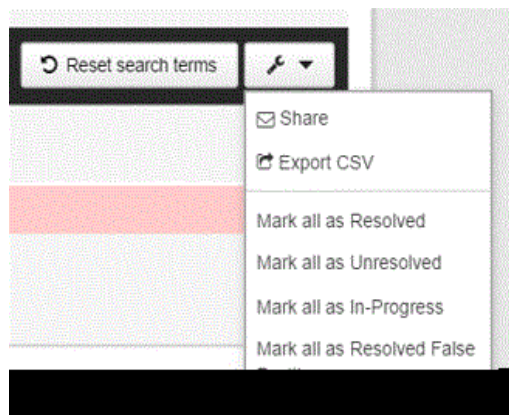 Reset search terms
Share
Export CSV
Mark all as Resolved
Mark all as Unresolved
Mark all as In-Progress
Mark all as Resolved False